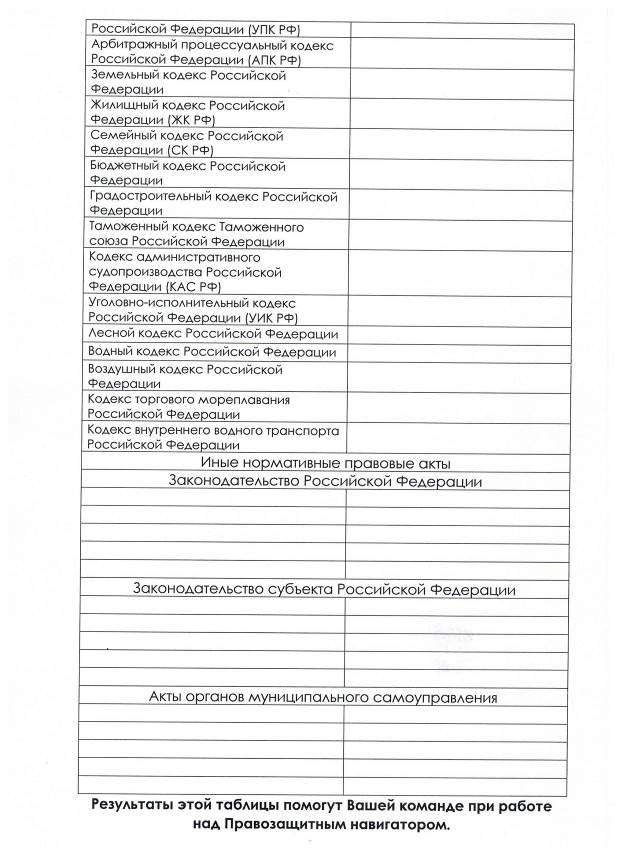 Российской Федерации (УПК РФ)
Арбитражный процессуальный кодекс
Российской Федерации (АПК РФ)
Земельный кодекс Российской
Федерации
Жилищный кодекс Российской
Федерации (ЖК РФ)
Семейный кодекс Российской
Федерации (СК РФ)
Бюджетный кодекс Российской
Федерации
Градостроительный кодекс Российской
Федерации
Таможенный кодекс Таможенного
союза Российской Федерации
Кодекс административного
судопроизводства Российской
Федерации (КАС РФ)
Уголовно-исполнительный кодекс
Российской Федерации (УИК РФ)
Лесной кодекс Российской Федерации
Водный кодекс Российской Федерации
Воздушный кодекс Российской
Федерации
Кодекс торгового мореплавания
Российской Федерации
Кодекс внутреннего водного транспорта
Российской Федерации
Иные нормативные правовые акты
Законодательство Российской Федерации
Законодательство субъекта Российской Федерации
Акты органов муниципального самоуправления
Результаты этой таблицы помогут Вашей команде при работе
над Правозащитным навигатором.